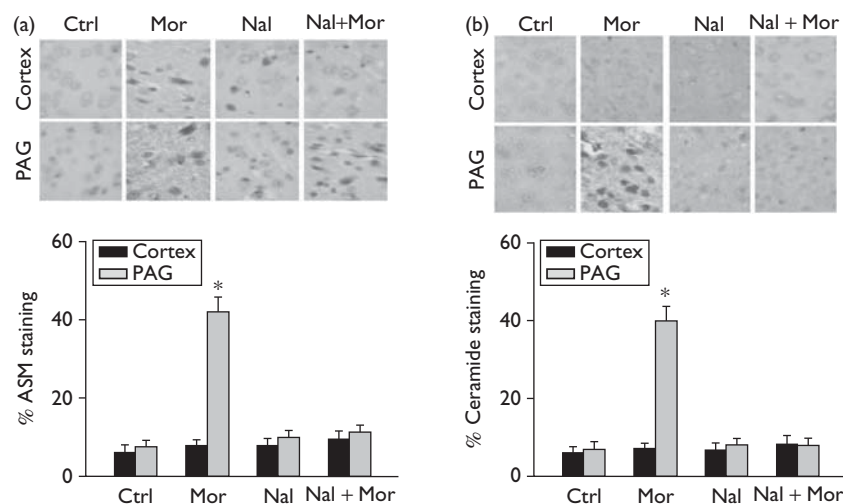 (a) Ctrl Mor Nal Nal+Mor
Cortex
PAG
60
40
20
0
% ASM staining
Cortex
PAG
*
Ctrl Mor Nal Nal + Mor
(b) Ctrl Mor Nal Nal + Mor
Cortex
PAG
60
40
20
0
% Ceramide staining
Cortex
PAG
*
Ctrl Mor Nal Nal + Mor